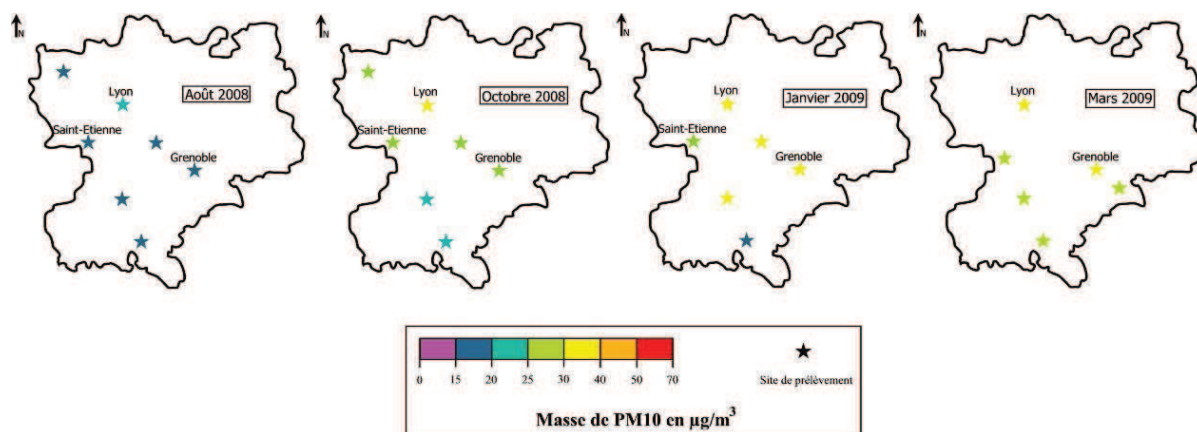 N
Août 2008
Lyon
Saint-Etienne
Grenoble
N
Octobre 2008
Lyon
Saint-Etienne
Grenoble
N
Janvier 2009
Lyon
Saint-Etienne
Grenoble
N
Mars 2009
Lyon
Grenoble
0 15 20 25 30 40 50 70
Site de prélèvement
Masse de PM10 en µg/m³